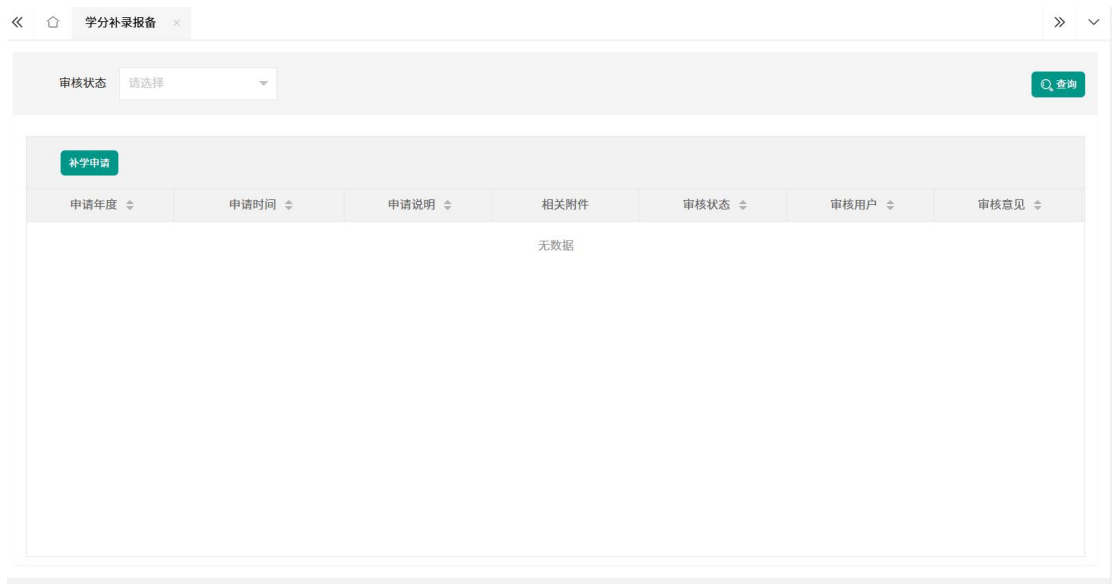 学分补录报备
审核状态 请选择 查询
补学申请
申请年度 申请时间 申请说明 相关附件 审核状态 审核用户 审核意见
无数据